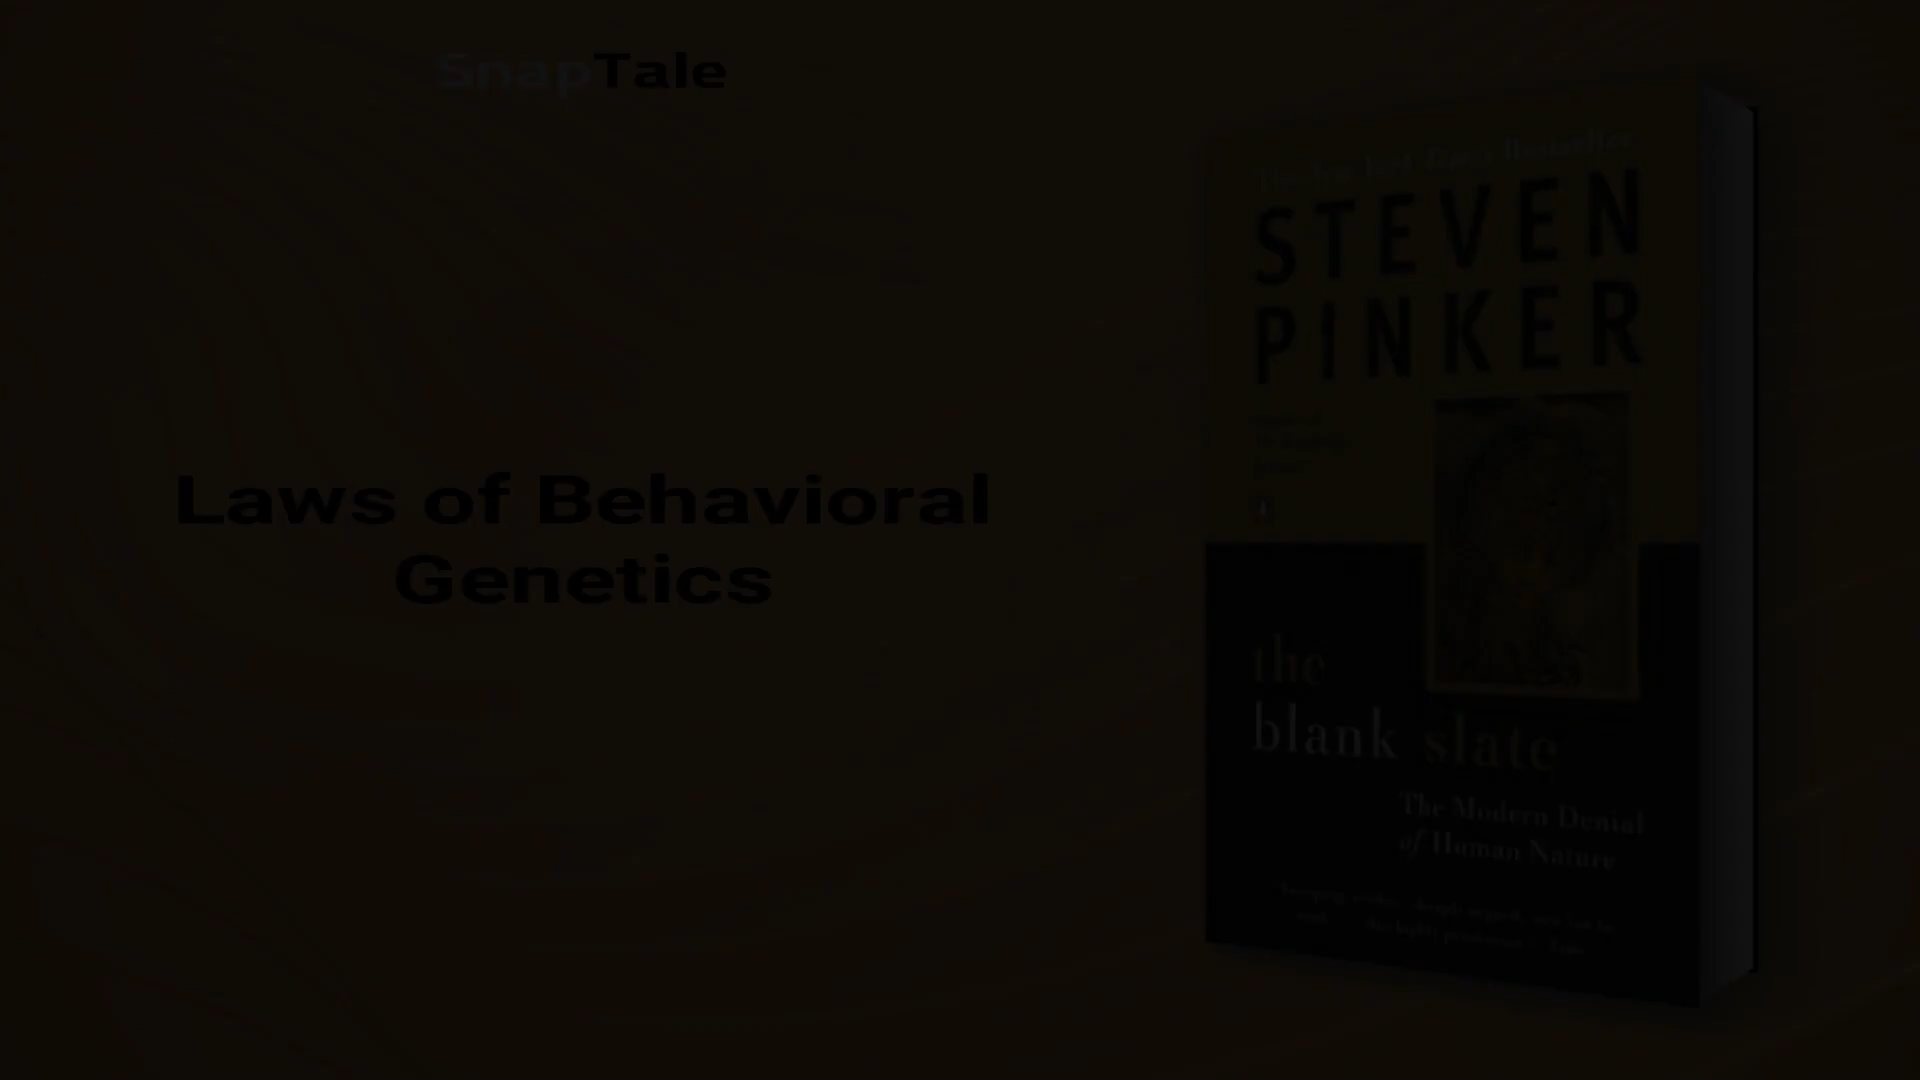 SnapTale
Laws of Behavioral
Genetics
STEVEN
PINKER
the
blank slate
The Modern Denial
of Human Nature